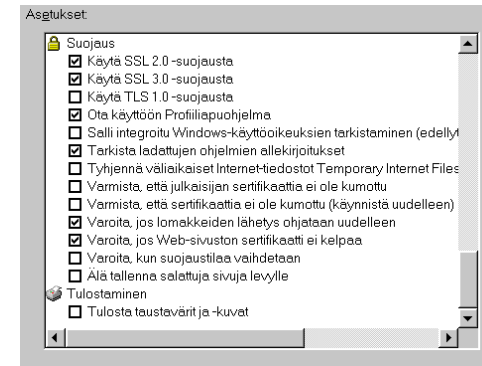 Asetukset:
Suojaus
Käytä SSL 2.0 -suojausta
Käytä SSL 3.0 -suojausta
Käytä TLS 1.0 -suojausta
Ota käyttöön Profiiliapuohjelma
Salli integroitu Windows-käyttöoikeuksien tarkistaminen (edellyt
Tarkista ladattujen ohjelmien allekirjoitukset
Tyhjennä väliaikaiset Internet-tiedostot Temporary Internet Files
Varmista, että julkaisijan sertifikaattia ei ole kumottu
Varmista, että sertifikaattia ei ole kumottu (käynnistä uudelleen)
Varoita, jos lomakkeiden lähetys ohjataan uudelleen
Varoita, jos Web-sivuston sertifikaatti ei kelpaa
Varoita, kun suojaustilaa vaihdetaan
Älä tallenna salattuja sivuja levylle
Tulostaminen
Tulosta taustavärit ja -kuvat